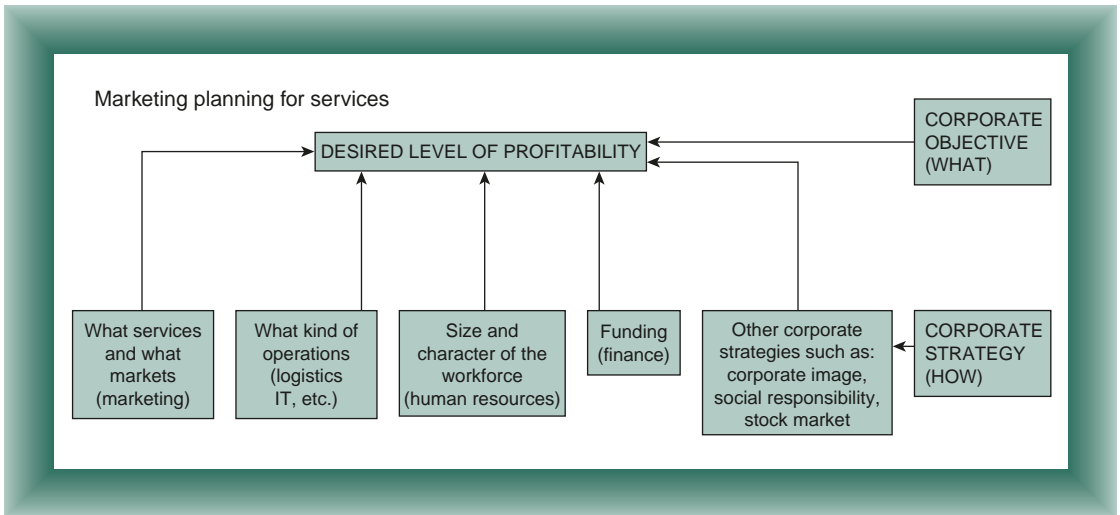 Marketing planning for services
DESIRED LEVEL OF PROFITABILITY
CORPORATE
OBJECTIVE
(WHAT)
What services
and what
markets
(marketing)
What kind of
operations
(logistics
IT, etc.)
Size and
character of the
workforce
(human resources)
Funding
(finance)
Other corporate
strategies such as:
corporate image,
social responsibility,
stock market
CORPORATE
STRATEGY
(HOW)